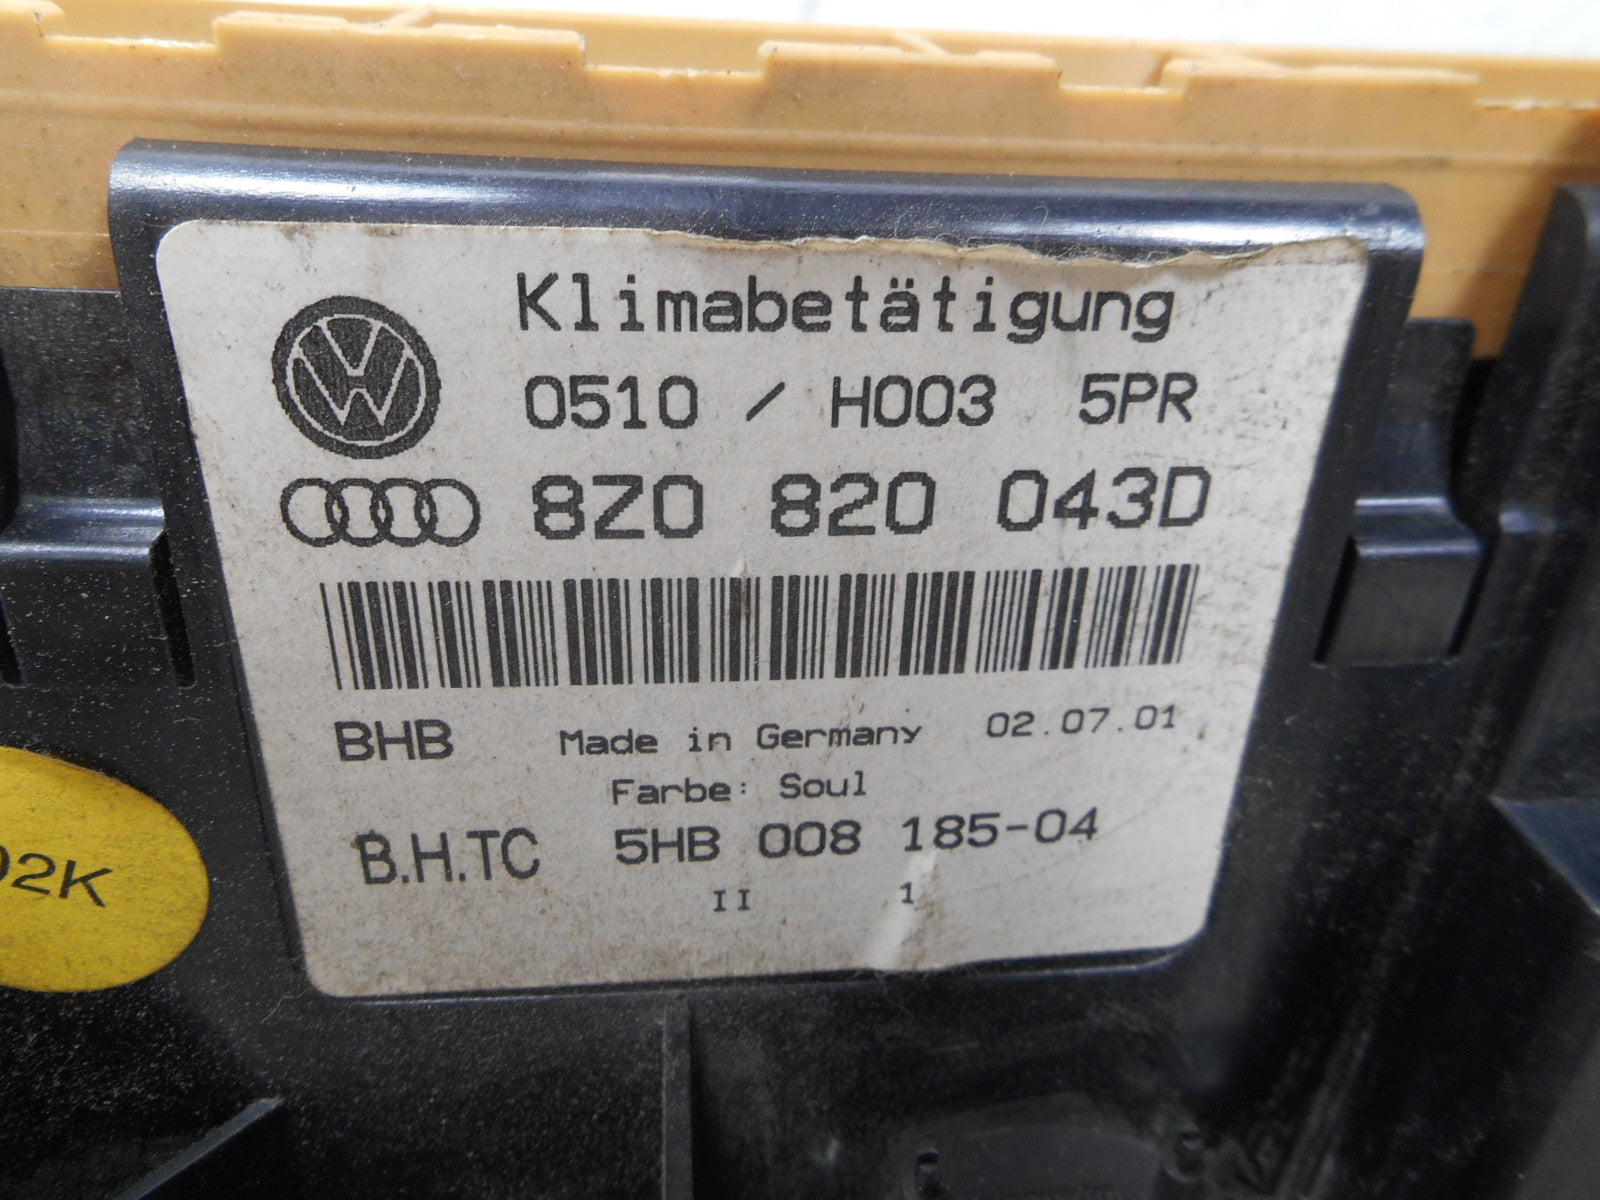 Klimabetätigung
0510 / H003 5PR
8Z0 820 043D
BHB Made in Germany 02.07.01
Farbe: Soul
B.H.TC 5HB 008 185-04
II 1
02K